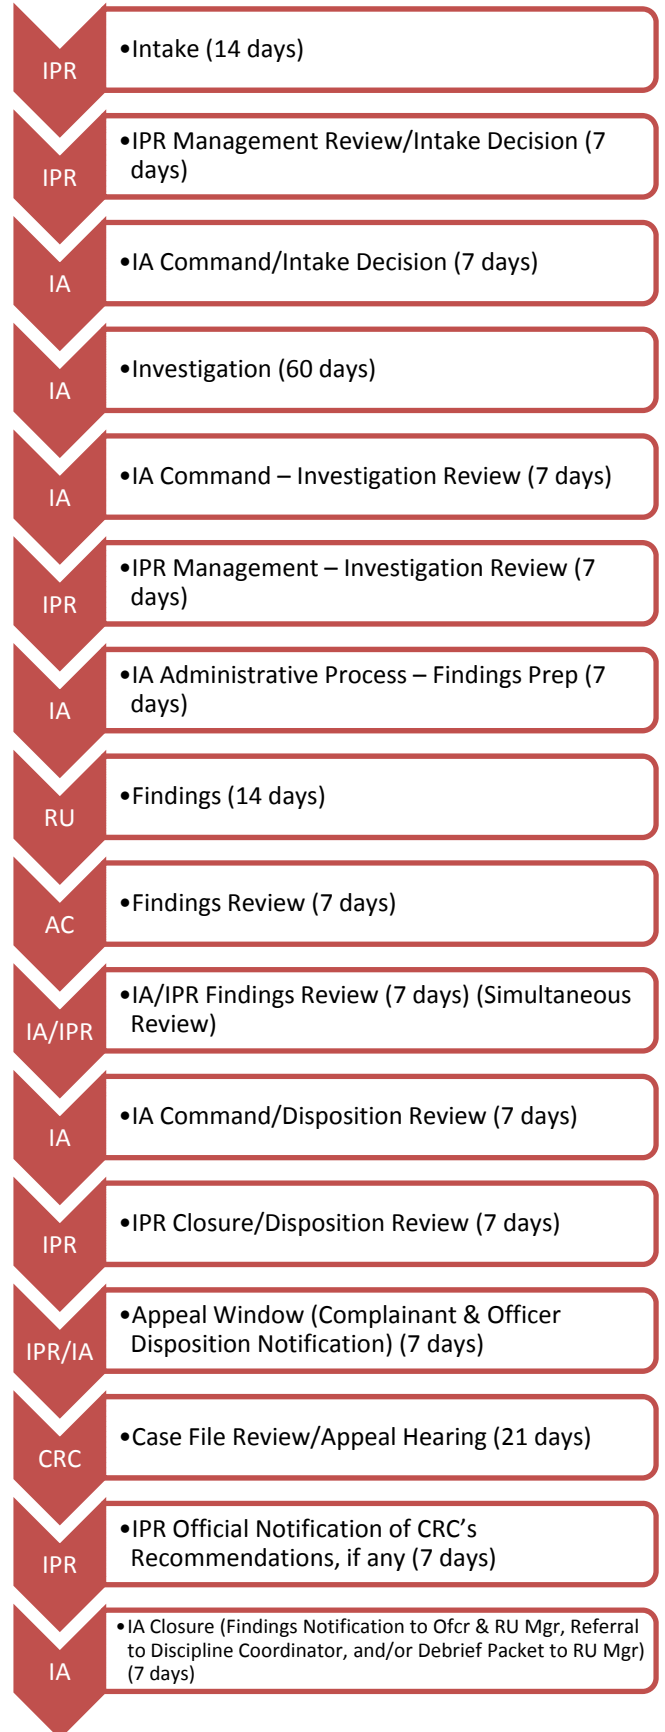 IPR
•Intake (14 days)
IPR
•IPR Management Review/Intake Decision (7
days)
IA
•IA Command/Intake Decision (7 days)
IA
•Investigation (60 days)
IA
•IA Command – Investigation Review (7 days)
IPR
•IPR Management – Investigation Review (7
days)
IA
•IA Administrative Process – Findings Prep (7
days)
RU
•Findings (14 days)
AC
•Findings Review (7 days)
IA/IPR
•IA/IPR Findings Review (7 days) (Simultaneous
Review)
IA
•IA Command/Disposition Review (7 days)
IPR
•IPR Closure/Disposition Review (7 days)
IPR/IA
•Appeal Window (Complainant & Officer
Disposition Notification) (7 days)
CRC
•Case File Review/Appeal Hearing (21 days)
IPR
•IPR Official Notification of CRC’s
Recommendations, if any (7 days)
IA
•IA Closure (Findings Notification to Ofcr & RU Mgr, Referral
to Discipline Coordinator, and/or Debrief Packet to RU Mgr)
(7 days)